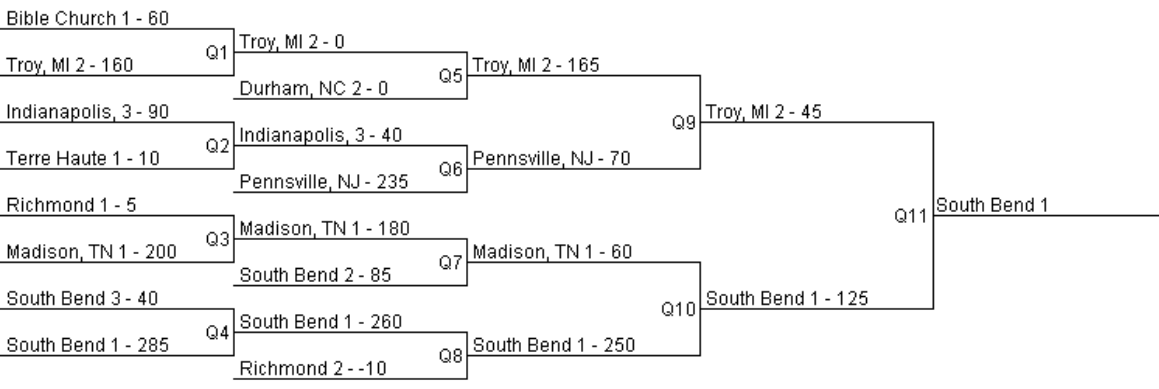 Bible Church 1 - 60
Q1
Troy, MI 2 - 160
Troy, MI 2 - 0
Q5
Durham, NC 2 - 0
Troy, MI 2 - 165
Indianapolis, 3 - 90
Q2
Terre Haute 1 - 10
Indianapolis, 3 - 40
Q6
Pennsville, NJ - 235
Pennsville, NJ - 70
Q9
Troy, MI 2 - 45
Richmond 1 - 5
Q3
Madison, TN 1 - 200
Madison, TN 1 - 180
Q7
South Bend 2 - 85
Madison, TN 1 - 60
South Bend 3 - 40
Q4
South Bend 1 - 285
South Bend 1 - 260
Q8
Richmond 2 - -10
South Bend 1 - 250
Q10
South Bend 1 - 125
Q11
South Bend 1